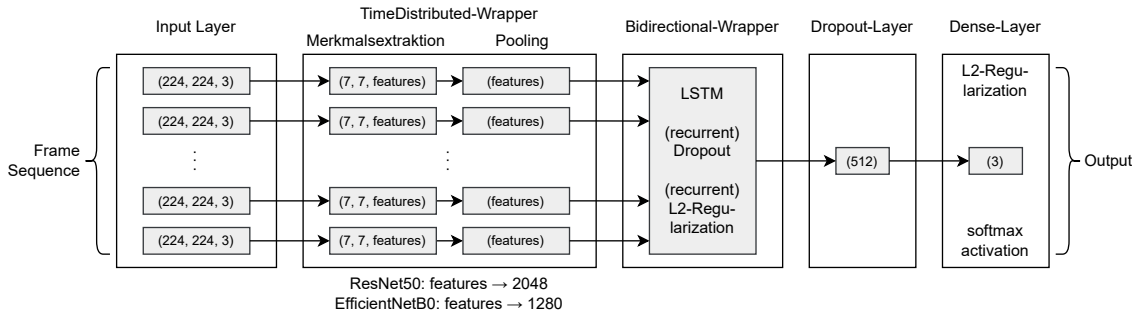 Input Layer
TimeDistributed-Wrapper
Merkmalsextraktion
Pooling
Bidirectional-Wrapper
Dropout-Layer
Dense-Layer
Frame
Sequence
(224, 224, 3)
(7, 7, features)
(features)
(224, 224, 3)
(7, 7, features)
(features)
(224, 224, 3)
(7, 7, features)
(features)
(224, 224, 3)
(7, 7, features)
(features)
LSTM
(recurrent)
Dropout
(recurrent)
L2-Regu-
larization
(512)
L2-Regu-
larization
(3)
softmax
activation
Output
ResNet50: features → 2048
EfficientNetB0: features → 1280